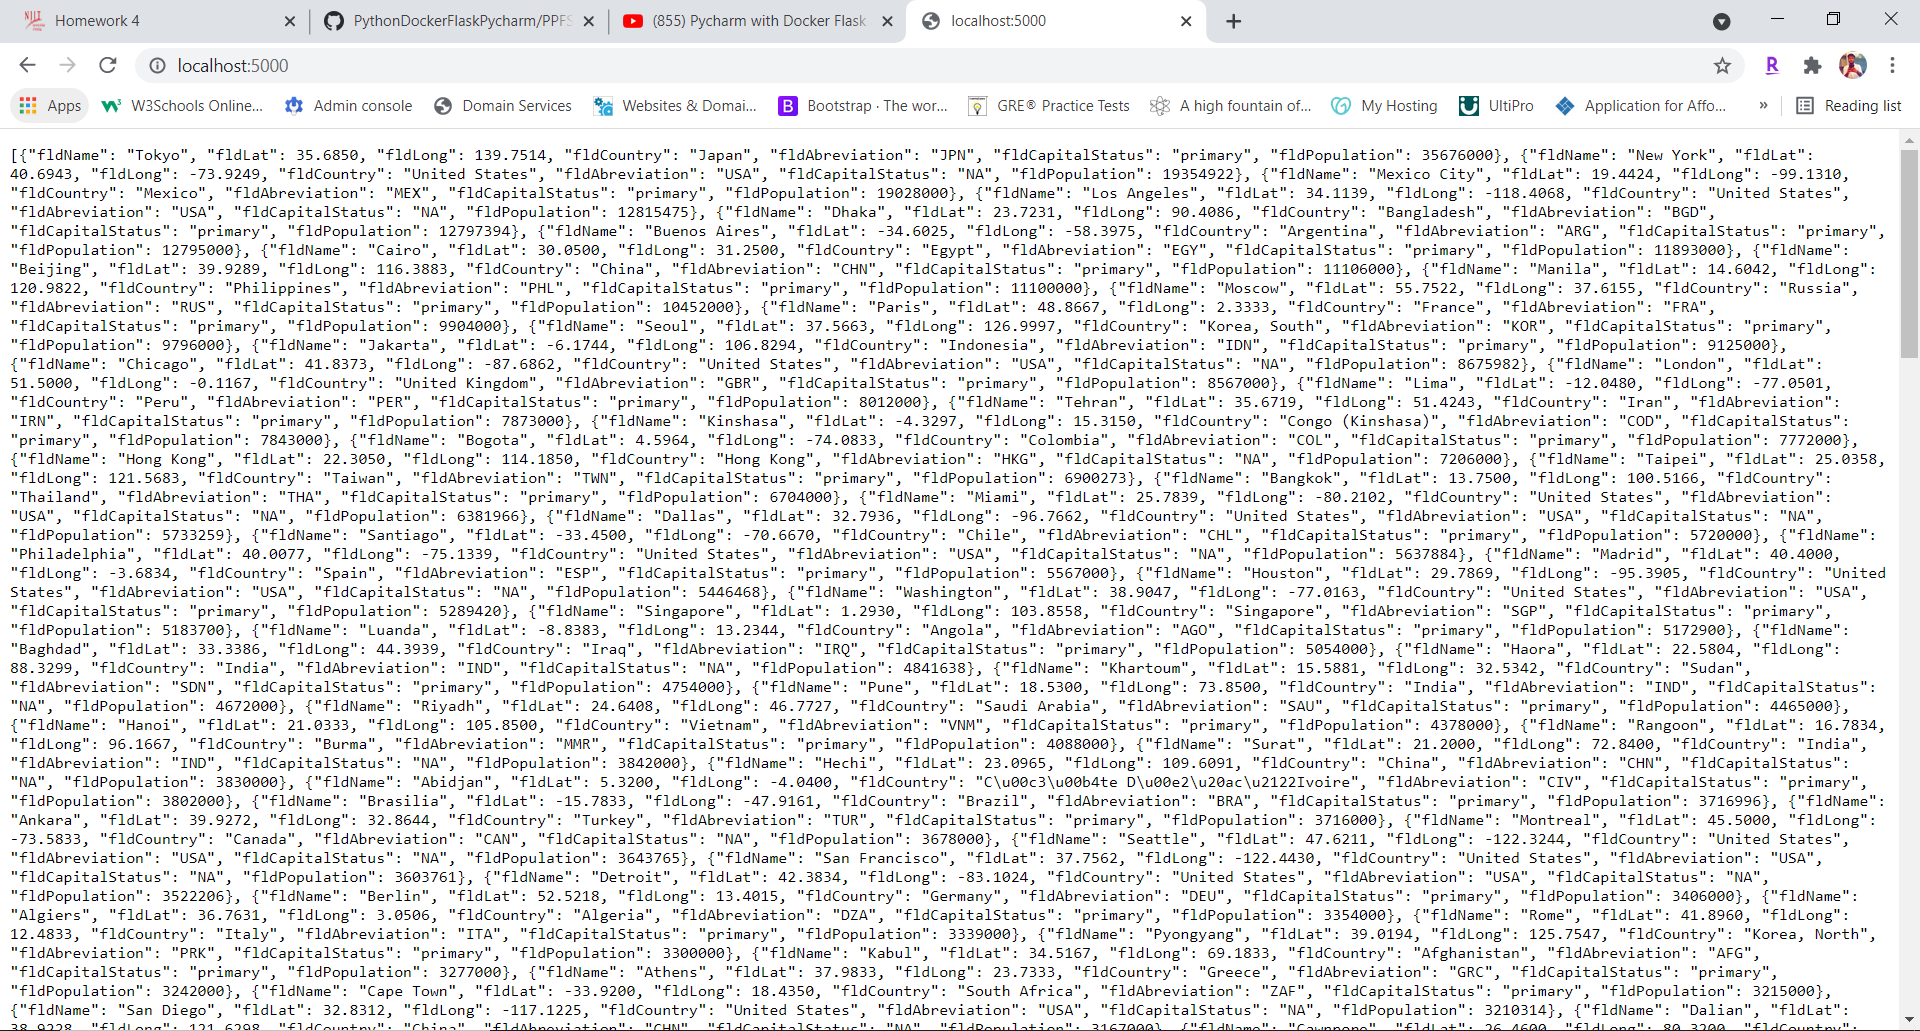 Homework 4
PythonDockerFlaskPycharm/PPFS
(855) Pycharm with Docker Flask
localhost:5000
localhost:5000
R
Apps
W3Schools Online...
Admin console
Domain Services
Websites & Domai...
B
Bootstrap · The wor...
GRE® Practice Tests
A high fountain of...
My Hosting
UltiPro
Application for Affo...
»
Reading list
[{"fldName": "Tokyo", "fldLat": 35.6850, "fldLong": 139.7514, "fldCountry": "Japan", "fldAbreviation": "JPN", "fldCapitalStatus": "primary", "fldPopulation": 35676000}, {"fldName": "New York", "fldLat":
40.6943, "fldLong": -73.9249, "fldCountry": "United States", "fldAbreviation": "USA", "fldCapitalStatus": "NA", "fldPopulation": 19354922}, {"fldName": "Mexico City", "fldLat": 19.4424, "fldLong": -99.1310,
"fldCountry": "Mexico", "fldAbreviation": "MEX", "fldCapitalStatus": "primary", "fldPopulation": 19028000}, {"fldName": "Los Angeles", "fldLat": 34.1139, "fldLong": -118.4068, "fldCountry": "United States",
"fldAbreviation": "USA", "fldCapitalStatus": "NA", "fldPopulation": 12815475}, {"fldName": "Dhaka", "fldLat": 23.7231, "fldLong": 90.4086, "fldCountry": "Bangladesh", "fldAbreviation": "BGD",
"fldCapitalStatus": "primary", "fldPopulation": 12797394}, {"fldName": "Buenos Aires", "fldLat": -34.6025, "fldLong": -58.3975, "fldCountry": "Argentina", "fldAbreviation": "ARG", "fldCapitalStatus": "primary",
"fldPopulation": 12795000}, {"fldName": "Cairo", "fldLat": 30.0500, "fldLong": 31.2500, "fldCountry": "Egypt", "fldAbreviation": "EGY", "fldCapitalStatus": "primary", "fldPopulation": 11893000}, {"fldName":
"Beijing", "fldLat": 39.9289, "fldLong": 116.3883, "fldCountry": "China", "fldAbreviation": "CHN", "fldCapitalStatus": "primary", "fldPopulation": 11106000}, {"fldName": "Manila", "fldLat": 14.6042, "fldLong":
120.9822, "fldCountry": "Philippines", "fldAbreviation": "PHL", "fldCapitalStatus": "primary", "fldPopulation": 11100000}, {"fldName": "Moscow", "fldLat": 55.7522, "fldLong": 37.6155, "fldCountry": "Russia",
"fldAbreviation": "RUS", "fldCapitalStatus": "primary", "fldPopulation": 10452000}, {"fldName": "Paris", "fldLat": 48.8667, "fldLong": 2.3333, "fldCountry": "France", "fldAbreviation": "FRA",
"fldCapitalStatus": "primary", "fldPopulation": 9904000}, {"fldName": "Seoul", "fldLat": 37.5663, "fldLong": 126.9997, "fldCountry": "Korea, South", "fldAbreviation": "KOR", "fldCapitalStatus": "primary",
"fldPopulation": 9796000}, {"fldName": "Jakarta", "fldLat": -6.1744, "fldLong": 106.8294, "fldCountry": "Indonesia", "fldAbreviation": "IDN", "fldCapitalStatus": "primary", "fldPopulation": 9125000},
{"fldName": "Chicago", "fldLat": 41.8373, "fldLong": -87.6862, "fldCountry": "United States", "fldAbreviation": "USA", "fldCapitalStatus": "NA", "fldPopulation": 8675982}, {"fldName": "London", "fldLat":
51.5000, "fldLong": -0.1167, "fldCountry": "United Kingdom", "fldAbreviation": "GBR", "fldCapitalStatus": "primary", "fldPopulation": 8567000}, {"fldName": "Lima", "fldLat": -12.0480, "fldLong": -77.0501,
"fldCountry": "Peru", "fldAbreviation": "PER", "fldCapitalStatus": "primary", "fldPopulation": 8012000}, {"fldName": "Tehran", "fldLat": 35.6719, "fldLong": 51.4243, "fldCountry": "Iran", "fldAbreviation":
"IRN", "fldCapitalStatus": "primary", "fldPopulation": 7873000}, {"fldName": "Kinshasa", "fldLat": -4.3297, "fldLong": 15.3150, "fldCountry": "Congo (Kinshasa)", "fldAbreviation": "COD", "fldCapitalStatus":
"primary", "fldPopulation": 7843000}, {"fldName": "Bogota", "fldLat": 4.5964, "fldLong": -74.0833, "fldCountry": "Colombia", "fldAbreviation": "COL", "fldCapitalStatus": "primary", "fldPopulation": 7772000},
{"fldName": "Hong Kong", "fldLat": 22.3050, "fldLong": 114.1850, "fldCountry": "Hong Kong", "fldAbreviation": "HKG", "fldCapitalStatus": "NA", "fldPopulation": 7206000}, {"fldName": "Taipei", "fldLat": 25.0358,
"fldLong": 121.5683, "fldCountry": "Taiwan", "fldAbreviation": "TWN", "fldCapitalStatus": "primary", "fldPopulation": 6900273}, {"fldName": "Bangkok", "fldLat": 13.7500, "fldLong": 100.5166, "fldCountry":
"Thailand", "fldAbreviation": "THA", "fldCapitalStatus": "primary", "fldPopulation": 6704000}, {"fldName": "Miami", "fldLat": 25.7839, "fldLong": -80.2102, "fldCountry": "United States", "fldAbreviation":
"USA", "fldCapitalStatus": "NA", "fldPopulation": 6381966}, {"fldName": "Dallas", "fldLat": 32.7936, "fldLong": -96.7662, "fldCountry": "United States", "fldAbreviation": "USA", "fldCapitalStatus": "NA",
"fldPopulation": 5733259}, {"fldName": "Santiago", "fldLat": -33.4500, "fldLong": -70.6670, "fldCountry": "Chile", "fldAbreviation": "CHL", "fldCapitalStatus": "primary", "fldPopulation": 5720000}, {"fldName":
"Philadelphia", "fldLat": 40.0077, "fldLong": -75.1339, "fldCountry": "United States", "fldAbreviation": "USA", "fldCapitalStatus": "NA", "fldPopulation": 5637884}, {"fldName": "Madrid", "fldLat": 40.4000,
"fldLong": -3.6834, "fldCountry": "Spain", "fldAbreviation": "ESP", "fldCapitalStatus": "primary", "fldPopulation": 5567000}, {"fldName": "Houston", "fldLat": 29.7869, "fldLong": -95.3905, "fldCountry": "United
States", "fldAbreviation": "USA", "fldCapitalStatus": "NA", "fldPopulation": 5446468}, {"fldName": "Washington", "fldLat": 38.9047, "fldLong": -77.0163, "fldCountry": "United States", "fldAbreviation": "USA",
"fldCapitalStatus": "primary", "fldPopulation": 5289420}, {"fldName": "Singapore", "fldLat": 1.2930, "fldLong": 103.8558, "fldCountry": "Singapore", "fldAbreviation": "SGP", "fldCapitalStatus": "primary",
"fldPopulation": 5183700}, {"fldName": "Luanda", "fldLat": -8.8383, "fldLong": 13.2344, "fldCountry": "Angola", "fldAbreviation": "AGO", "fldCapitalStatus": "primary", "fldPopulation": 5172900}, {"fldName":
"Baghdad", "fldLat": 33.3386, "fldLong": 44.3939, "fldCountry": "Iraq", "fldAbreviation": "IRQ", "fldCapitalStatus": "primary", "fldPopulation": 5054000}, {"fldName": "Haora", "fldLat": 22.5804, "fldLong":
88.3299, "fldCountry": "India", "fldAbreviation": "IND", "fldCapitalStatus": "NA", "fldPopulation": 4841638}, {"fldName": "Khartoum", "fldLat": 15.5881, "fldLong": 32.5342, "fldCountry": "Sudan",
"fldAbreviation": "SDN", "fldCapitalStatus": "primary", "fldPopulation": 4754000}, {"fldName": "Pune", "fldLat": 18.5300, "fldLong": 73.8500, "fldCountry": "India", "fldAbreviation": "IND", "fldCapitalStatus":
"NA", "fldPopulation": 4672000}, {"fldName": "Riyadh", "fldLat": 24.6408, "fldLong": 46.7727, "fldCountry": "Saudi Arabia", "fldAbreviation": "SAU", "fldCapitalStatus": "primary", "fldPopulation": 4465000},
{"fldName": "Hanoi", "fldLat": 21.0333, "fldLong": 105.8500, "fldCountry": "Vietnam", "fldAbreviation": "VNM", "fldCapitalStatus": "primary", "fldPopulation": 4378000}, {"fldName": "Rangoon", "fldLat": 16.7834,
"fldLong": 96.1667, "fldCountry": "Burma", "fldAbreviation": "MMR", "fldCapitalStatus": "primary", "fldPopulation": 4088000}, {"fldName": "Surat", "fldLat": 21.2000, "fldLong": 72.8400, "fldCountry": "India",
"fldAbreviation": "IND", "fldCapitalStatus": "NA", "fldPopulation": 3842000}, {"fldName": "Hechi", "fldLat": 23.0965, "fldLong": 109.6091, "fldCountry": "China", "fldAbreviation": "CHN", "fldCapitalStatus":
"NA", "fldPopulation": 3830000}, {"fldName": "Abidjan", "fldLat": 5.3200, "fldLong": -4.0400, "fldCountry": "C\u00c3\u00b4te D\u00e2\u20ac\u2122Ivoire", "fldAbreviation": "CIV", "fldCapitalStatus": "primary",
"fldPopulation": 3802000}, {"fldName": "Brasilia", "fldLat": -15.7833, "fldLong": -47.9161, "fldCountry": "Brazil", "fldAbreviation": "BRA", "fldCapitalStatus": "primary", "fldPopulation": 3716996}, {"fldName":
"Ankara", "fldLat": 39.9272, "fldLong": 32.8644, "fldCountry": "Turkey", "fldAbreviation": "TUR", "fldCapitalStatus": "primary", "fldPopulation": 3716000}, {"fldName": "Montreal", "fldLat": 45.5000, "fldLong":
-73.5833, "fldCountry": "Canada", "fldAbreviation": "CAN", "fldCapitalStatus": "NA", "fldPopulation": 3678000}, {"fldName": "Seattle", "fldLat": 47.6211, "fldLong": -122.3244, "fldCountry": "United States",
"fldAbreviation": "USA", "fldCapitalStatus": "NA", "fldPopulation": 3643765}, {"fldName": "San Francisco", "fldLat": 37.7562, "fldLong": -122.4430, "fldCountry": "United States", "fldAbreviation": "USA",
"fldCapitalStatus": "NA", "fldPopulation": 3603761}, {"fldName": "Detroit", "fldLat": 42.3834, "fldLong": -83.1024, "fldCountry": "United States", "fldAbreviation": "USA", "fldCapitalStatus": "NA",
"fldPopulation": 3522206}, {"fldName": "Berlin", "fldLat": 52.5218, "fldLong": 13.4015, "fldCountry": "Germany", "fldAbreviation": "DEU", "fldCapitalStatus": "primary", "fldPopulation": 3406000}, {"fldName":
"Algiers", "fldLat": 36.7631, "fldLong": 3.0506, "fldCountry": "Algeria", "fldAbreviation": "DZA", "fldCapitalStatus": "primary", "fldPopulation": 3354000}, {"fldName": "Rome", "fldLat": 41.8960, "fldLong":
12.4833, "fldCountry": "Italy", "fldAbreviation": "ITA", "fldCapitalStatus": "primary", "fldPopulation": 3339000}, {"fldName": "Pyongyang", "fldLat": 39.0194, "fldLong": 125.7547, "fldCountry": "Korea, North",
"fldAbreviation": "PRK", "fldCapitalStatus": "primary", "fldPopulation": 3300000}, {"fldName": "Kabul", "fldLat": 34.5167, "fldLong": 69.1833, "fldCountry": "Afghanistan", "fldAbreviation": "AFG",
"fldCapitalStatus": "primary", "fldPopulation": 3277000}, {"fldName": "Athens", "fldLat": 37.9833, "fldLong": 23.7333, "fldCountry": "Greece", "fldAbreviation": "GRC", "fldCapitalStatus": "primary",
"fldPopulation": 3242000}, {"fldName": "Cape Town", "fldLat": -33.9200, "fldLong": 18.4350, "fldCountry": "South Africa", "fldAbreviation": "ZAF", "fldCapitalStatus": "primary", "fldPopulation": 3215000},
{"fldName": "San Diego", "fldLat": 32.8312, "fldLong": -117.1225, "fldCountry": "United States", "fldAbreviation": "USA", "fldCapitalStatus": "NA", "fldPopulation": 3210314}, {"fldName": "Dalian", "fldLat":
38.9228, "fldLong": 121.6298, "fldCountry": "China", "fldAbreviation": "CHN", "fldCapitalStatus": "NA", "fldPopulation": 3167000}, {"fldName": "Cawnpore", "fldLat": 26.4600, "fldLong": 80.3200, "fldCountry":